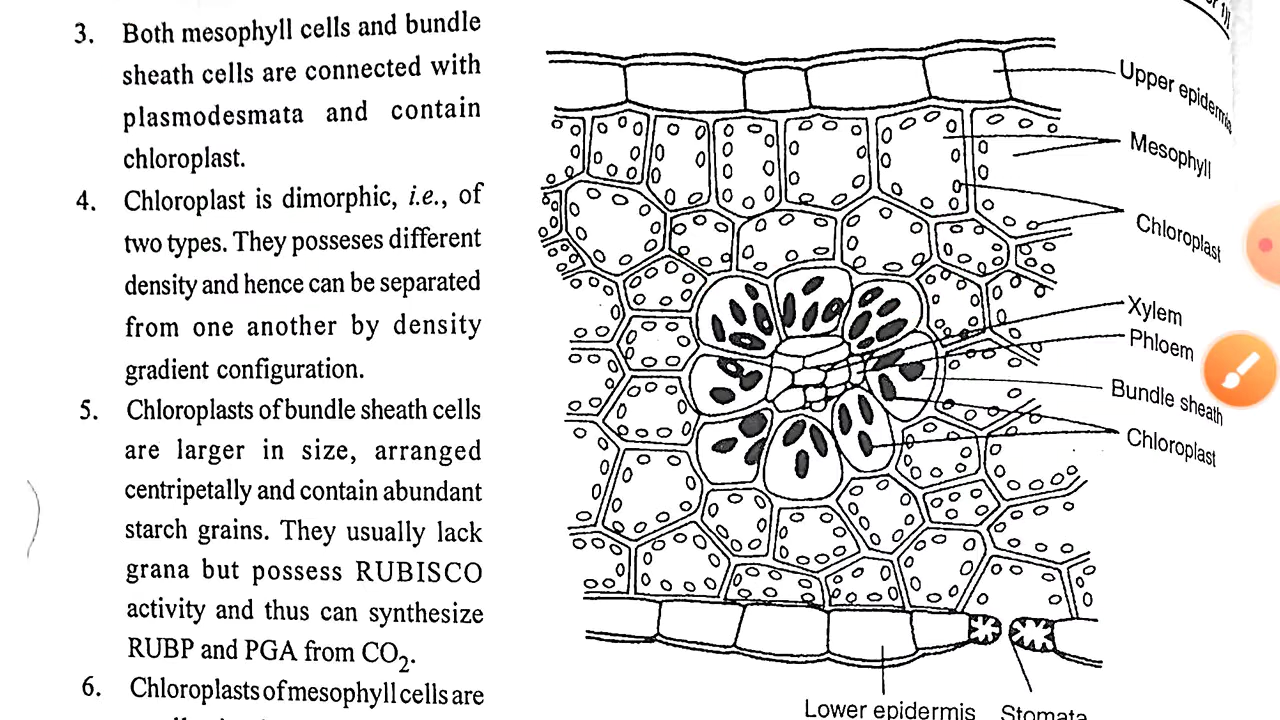 3. Both mesophyll cells and bundle
sheath cells are connected with
plasmodesmata and contain
chloroplast.
4. Chloroplast is dimorphic, i.e., of
two types. They posseses different
density and hence can be separated
from one another by density
gradient configuration.
5. Chloroplasts of bundle sheath cells
are larger in size, arranged
centripetally and contain abundant
starch grains. They usually lack
grana but possess RUBISCO
activity and thus can synthesize
RUBP and PGA from CO₂.
6. Chloroplasts of mesophyll cells are
Upper epidermis
Mesophyll
Chloroplast
Xylem
Phloem
Bundle sheath
Chloroplast
Lower epidermis
Stomata